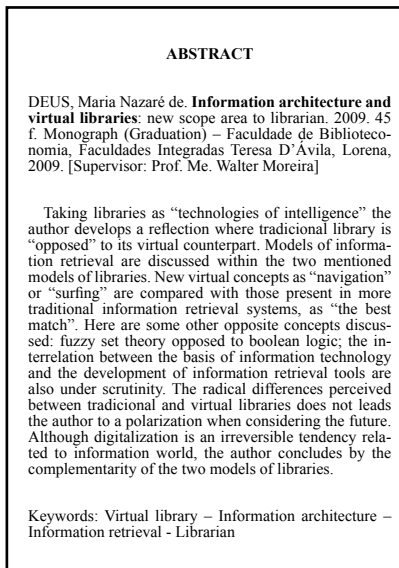 ABSTRACT
DEUS, Maria Nazaré de. Information architecture and
virtual libraries: new scope area to librarian. 2009. 45
f. Monograph (Graduation) – Faculdade de Biblioteco-
nomia, Faculdades Integradas Teresa D’Ávila, Lorena,
2009. [Supervisor: Prof. Me. Walter Moreira]
Taking libraries as “technologies of intelligence” the
author develops a reflection where tradicional library is
“opposed” to its virtual counterpart. Models of informa-
tion retrieval are discussed within the two mentioned
models of libraries. New virtual concepts as “navigation”
or “surfing” are compared with those present in more
traditional information retrieval systems, as “the best
match”. Here are some other opposite concepts discus-
sed: fuzzy set theory opposed to boolean logic; the in-
terrelation between the basis of information technology
and the development of information retrieval tools are
also under scrutinity. The radical differences perceived
between tradicional and virtual libraries does not leads
the author to a polarization when considering the future.
Although digitalization is an irreversible tendency rela-
ted to information world, the author concludes by the
complementarity of the two models of libraries.
Keywords: Virtual library – Information architecture –
Information retrieval - Librarian